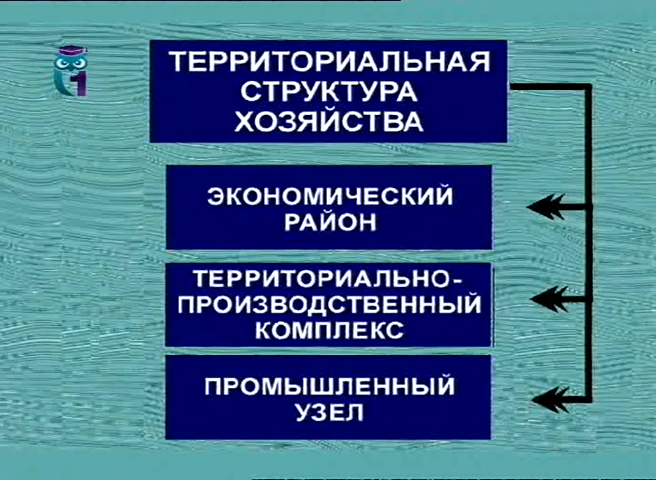 ТЕРРИТОРИАЛЬНАЯ
СТРУКТУРА
ХОЗЯЙСТВА
ЭКОНОМИЧЕСКИЙ
РАЙОН
ТЕРРИТОРИАЛЬНО-
ПРОИЗВОДСТВЕННЫЙ
КОМПЛЕКС
ПРОМЫШЛЕННЫЙ
УЗЕЛ